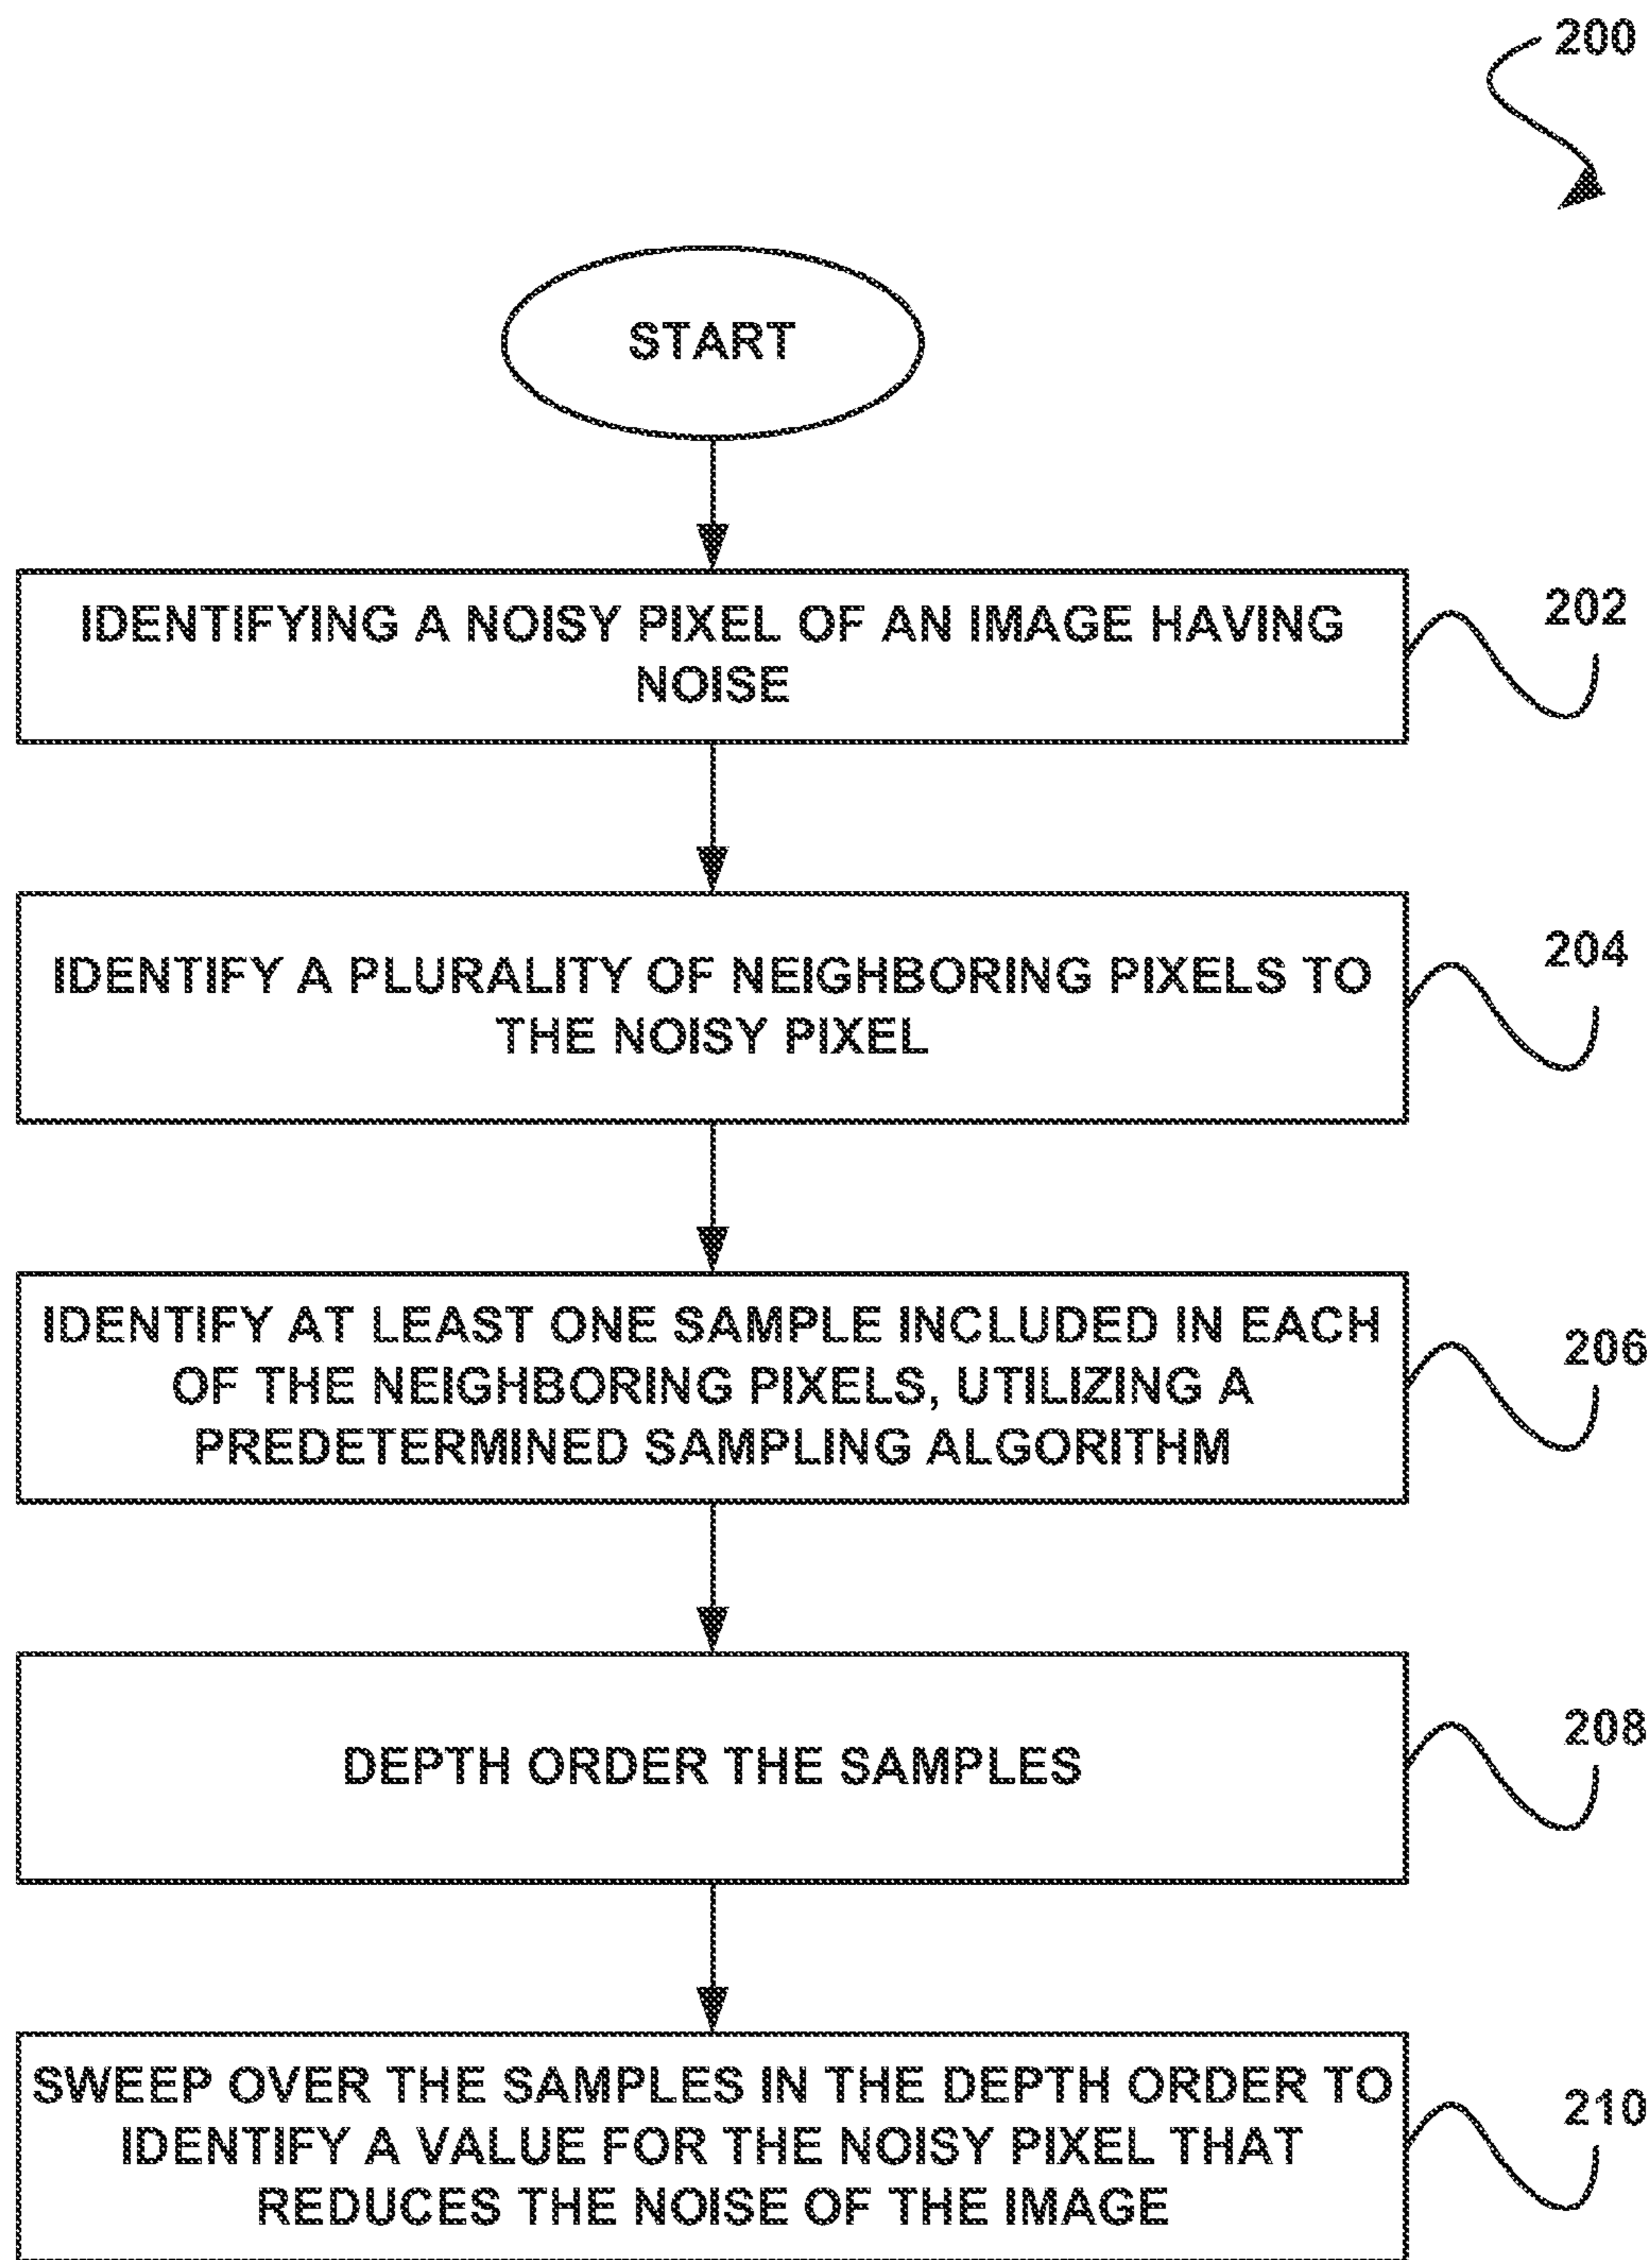 200
START
IDENTIFYING A NOISY PIXEL OF AN IMAGE HAVING
NOISE
202
IDENTIFY A PLURALITY OF NEIGHBORING PIXELS TO
THE NOISY PIXEL
204
IDENTIFY AT LEAST ONE SAMPLE INCLUDED IN EACH
OF THE NEIGHBORING PIXELS, UTILIZING A
PREDETERMINED SAMPLING ALGORITHM
206
DEPTH ORDER THE SAMPLES
208
SWEEP OVER THE SAMPLES IN THE DEPTH ORDER TO
IDENTIFY A VALUE FOR THE NOISY PIXEL THAT
REDUCES THE NOISE OF THE IMAGE
210